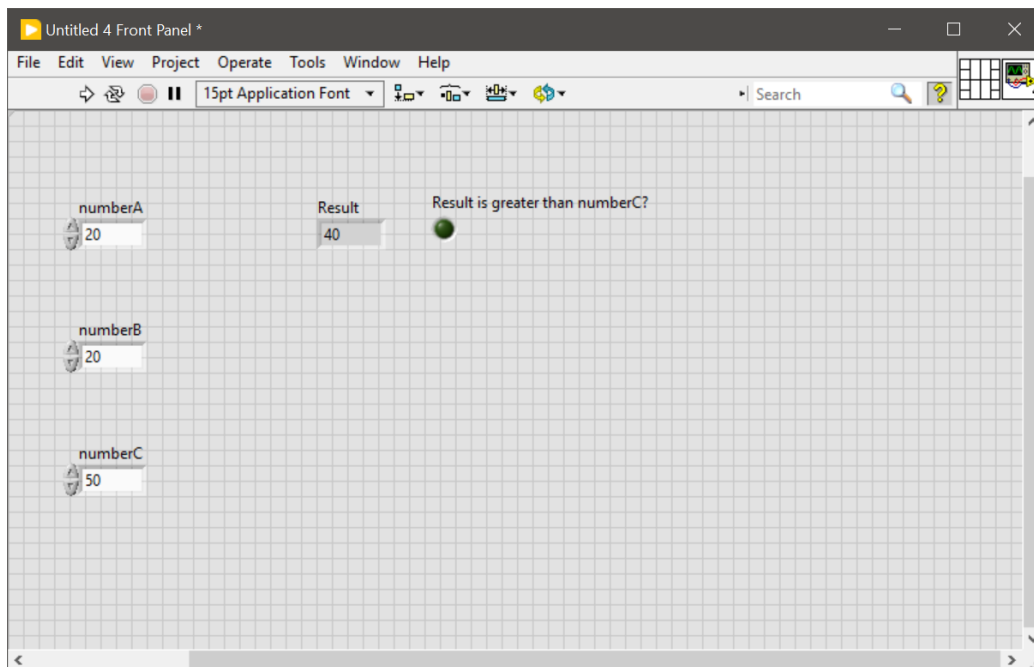 Untitled 4 Front Panel *
File Edit View Project Operate Tools Window Help
15pt Application Font
Search
?
numberA
20
Result
40
Result is greater than numberC?
numberB
20
numberC
50